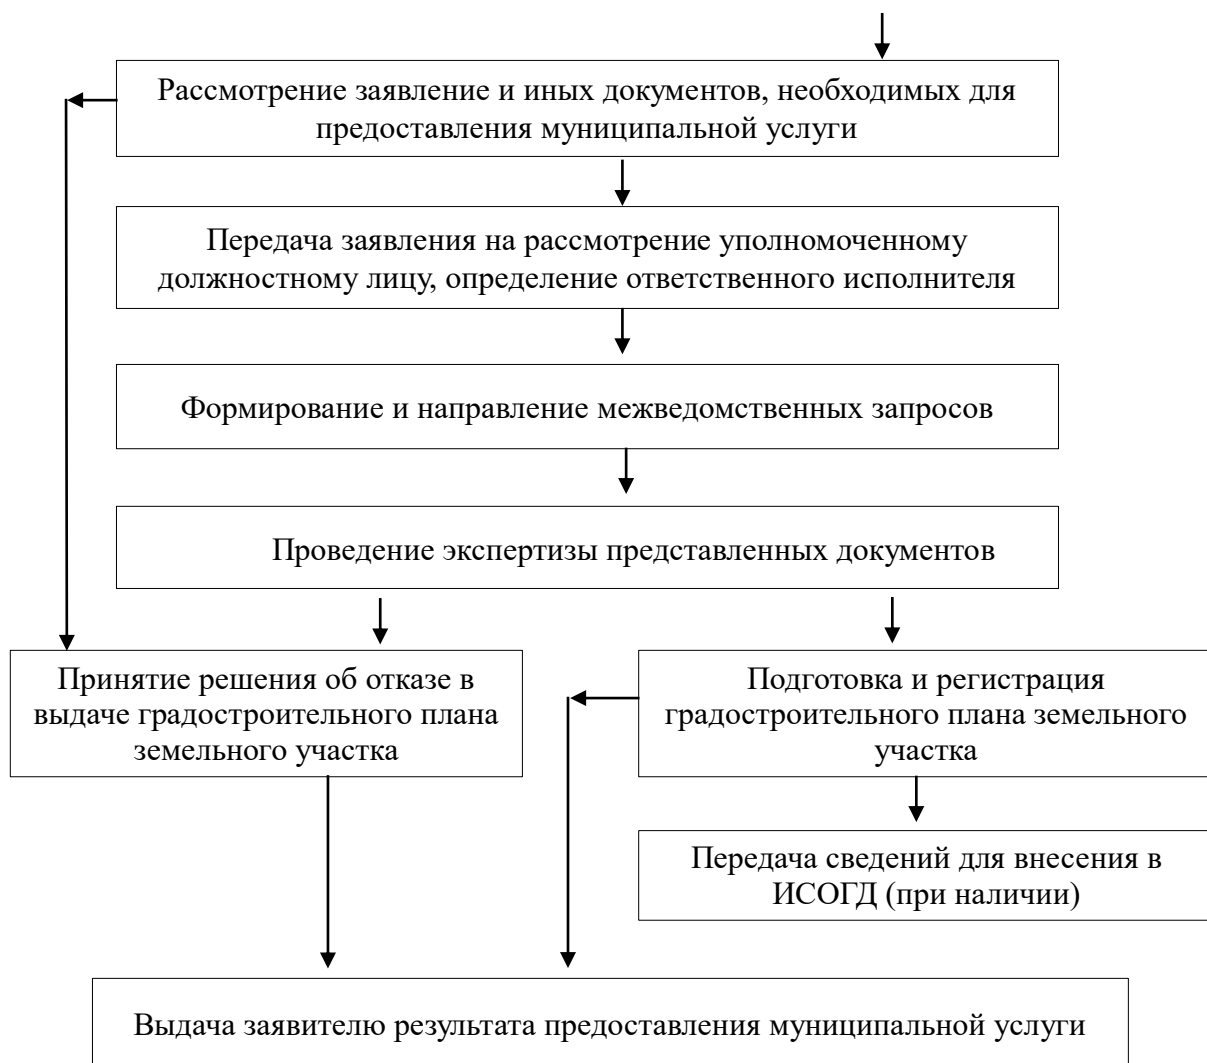 Рассмотрение заявление и иных документов, необходимых для
предоставления муниципальной услуги
Передача заявления на рассмотрение уполномоченному
должностному лицу, определение ответственного исполнителя
Формирование и направление межведомственных запросов
Проведение экспертизы представленных документов
Принятие решения об отказе в
выдаче градостроительного плана
земельного участка
Подготовка и регистрация
градостроительного плана земельного
участка
Передача сведений для внесения в
ИСОГД (при наличии)
Выдача заявителю результата предоставления муниципальной услуги